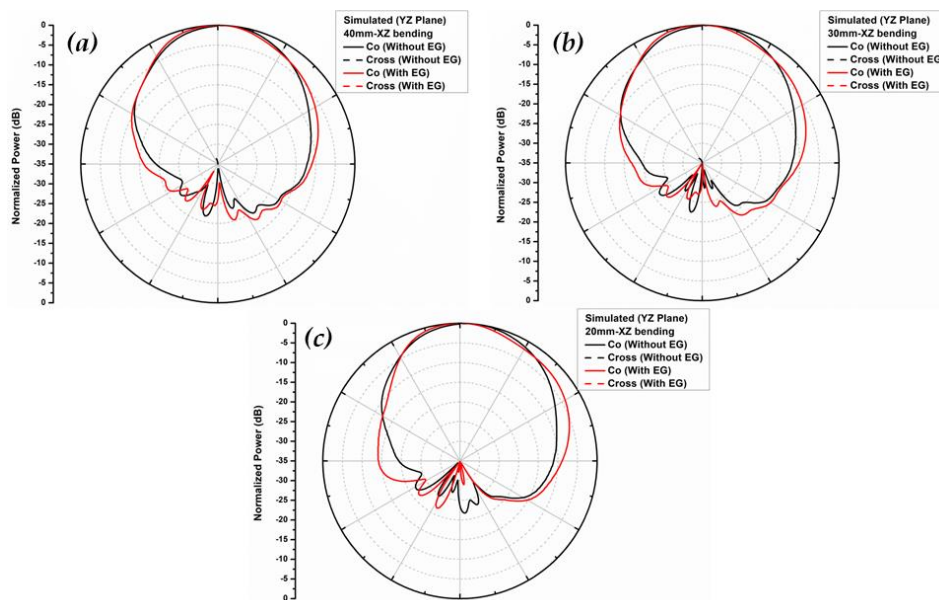 (a)
Simulated (YZ Plane)
40mm-XZ bending
Co (Without EG)
Cross (Without EG)
Co (With EG)
Cross (With EG)
Normalized Power (dB)
0
-5
-10
-15
-20
-25
-30
-35
-30
-25
-20
-15
-10
-5
0
(b)
Simulated (YZ Plane)
30mm-XZ bending
Co (Without EG)
Cross (Without EG)
Co (With EG)
Cross (With EG)
Normalized Power (dB)
0
-5
-10
-15
-20
-25
-30
-35
-30
-25
-20
-15
-10
-5
0
(c)
Simulated (YZ Plane)
20mm-XZ bending
Co (Without EG)
Cross (Without EG)
Co (With EG)
Cross (With EG)
Normalized Power (dB)
0
-5
-10
-15
-20
-25
-30
-35
-30
-25
-20
-15
-10
-5
0